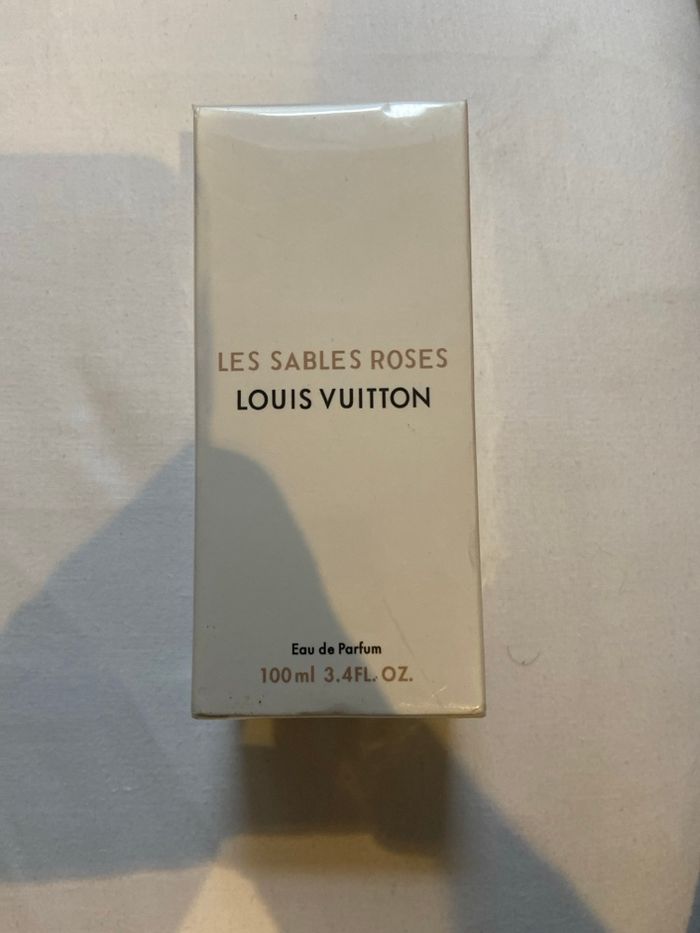 LES SABLES ROSES
LOUIS VUITTON
Eau de Parfum
100ml 3.4FL. OZ.